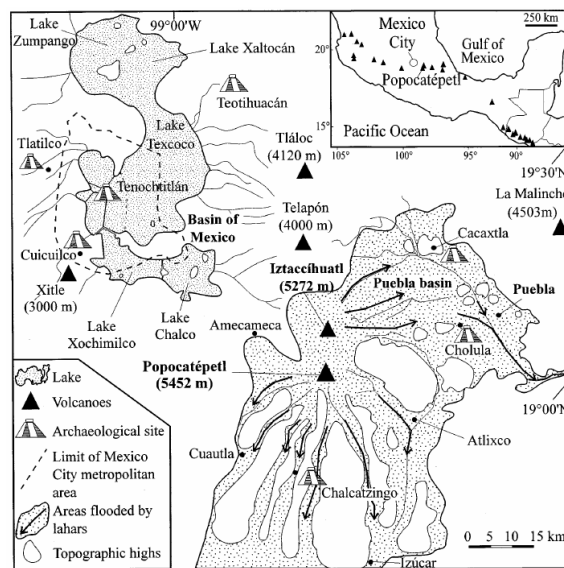 Lake
Zumpango
99°00'W
Lake Xaltocán
Teotihuacán
Lake
Texcoco
Tlatilco
Tenochtitlán
Basin of
Mexico
Cuicuilco
Xitle
(3000 m)
Lake
Xochimilco
Lake
Chalco
Tláloc
(4120 m)
Telapón
(4000 m)
Iztaccíhuatl
(5272 m)
Amecameca
Popocatépetl
(5452 m)
250 km
Mexico
City
Gulf of
Mexico
Popocatépetl
Pacific Ocean
20°
15°
105°
100°
95°
90°
19°30'N
La Malinche
(4503m)
Cacaxtla
Puebla basin
Puebla
Cholula
19°00'N
Atlixco
Cuautla
Chalcatzingo
Izúcar
0 5 10 15 km
Lake
Volcanoes
Archaeological site
Limit of Mexico
City metropolitan
area
Areas flooded by
lahars
Topographic highs